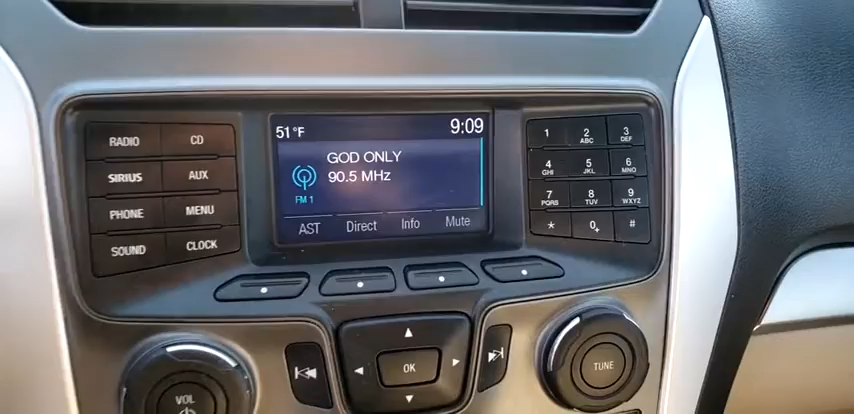 RADIO CD
SIRIUS AUX
PHONE MENU
SOUND CLOCK
51°F 9:09
GOD ONLY
90.5 MHz
FM 1
AST Direct Info Mute
1 2 ABC 3 DEF
4 GHI 5 JKL 6 MNO
7 PQRS 8 TUV 9 WXYZ
* 0+ #
VOL
OK
TUNE